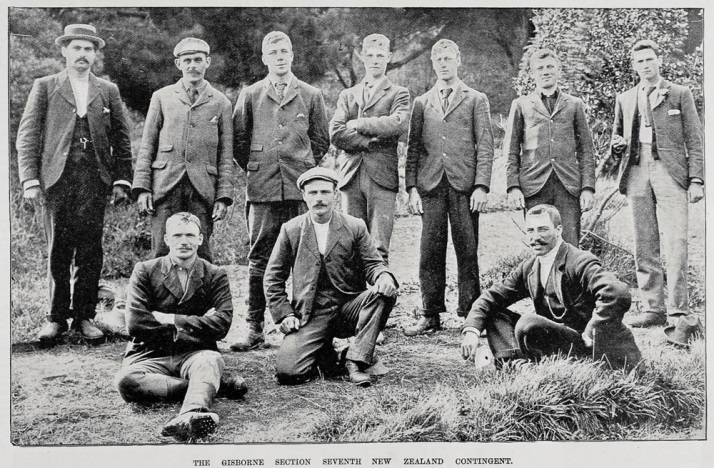 THE GISBORNE SECTION SEVENTH NEW ZEALAND CONTINGENT.